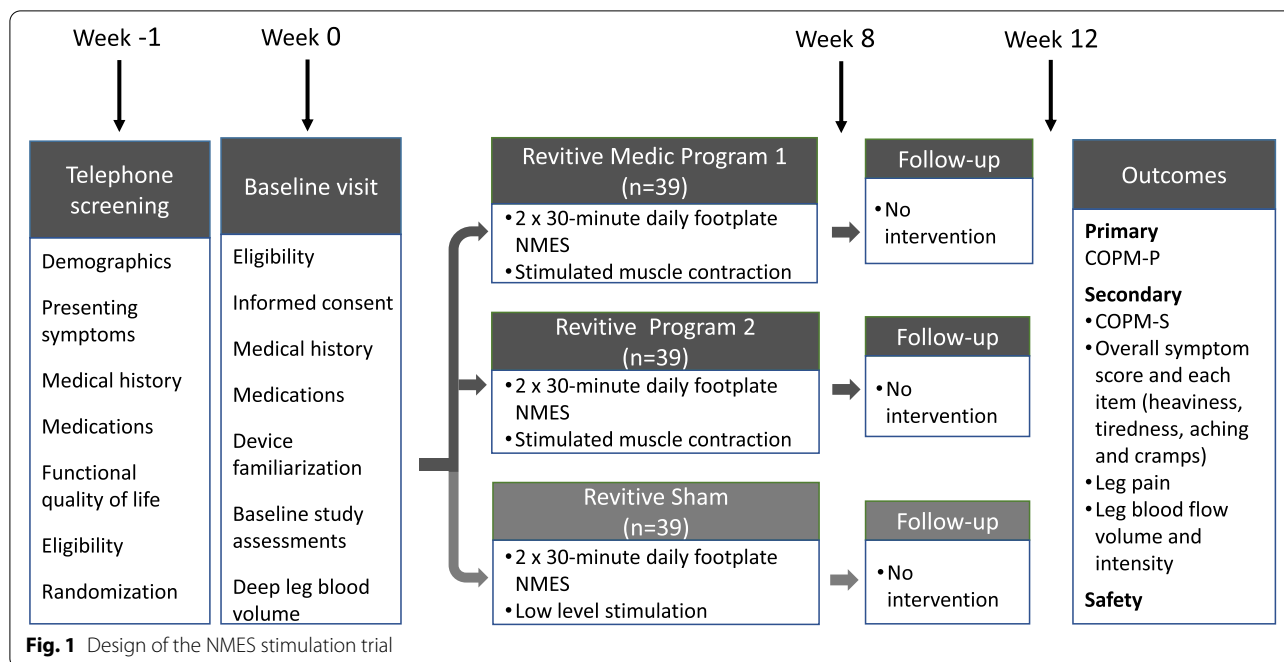 Week -1
Week 0
Week 8
Week 12
Telephone
screening
Demographics
Presenting
symptoms
Medical history
Medications
Functional
quality of life
Eligibility
Randomization
Baseline visit
Eligibility
Informed consent
Medical history
Medications
Device
familiarization
Baseline study
assessments
Deep leg blood
volume
Revitive Medic Program 1
(n=39)
• 2 x 30-minute daily footplate
NMES
• Stimulated muscle contraction
Follow-up
• No
intervention
Revitive Program 2
(n=39)
• 2 x 30-minute daily footplate
NMES
• Stimulated muscle contraction
Follow-up
• No
intervention
Revitive Sham
(n=39)
• 2 x 30-minute daily footplate
NMES
• Low level stimulation
Follow-up
• No
intervention
Outcomes
Primary
COPM-P
Secondary
• COPM-S
• Overall symptom
score and each
item (heaviness,
tiredness, aching
and cramps)
• Leg pain
• Leg blood flow
volume and
intensity
Safety
Fig. 1 Design of the NMES stimulation trial